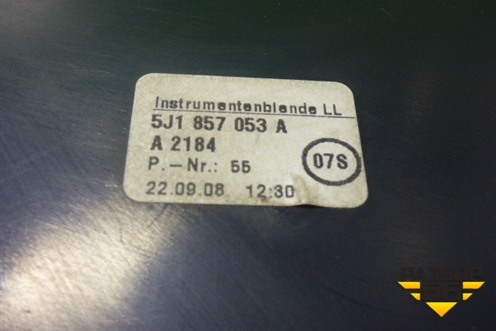 Instrumentenblende LL
5J1 857 053 A
A 2184
P.-Nr.: 55
07S
22.09.08 12:30